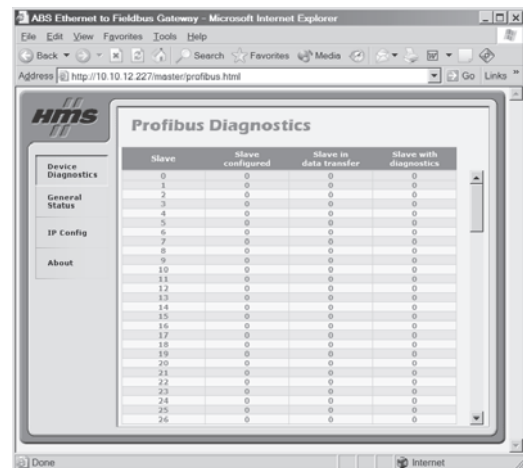 ABS Ethernet to Fieldbus Gateway - Microsoft Internet Explorer
File Edit View Favorites Tools Help
Back Search Favorites Media
Address http://10.10.12.227/master/profibus.html Go Links »
HMS
Profibus Diagnostics
Device Diagnostics
General Status
IP Config
About
Slave Slave configured Slave in data transfer Slave with diagnostics
0 0 0 0
1 0 0 0
2 0 0 0
3 0 0 0
4 0 0 0
5 0 0 0
6 0 0 0
7 0 0 0
8 0 0 0
9 0 0 0
10 0 0 0
11 0 0 0
12 0 0 0
13 0 0 0
14 0 0 0
15 0 0 0
16 0 0 0
17 0 0 0
18 0 0 0
19 0 0 0
20 0 0 0
21 0 0 0
22 0 0 0
23 0 0 0
24 0 0 0
25 0 0 0
26 0 0 0
Done Internet